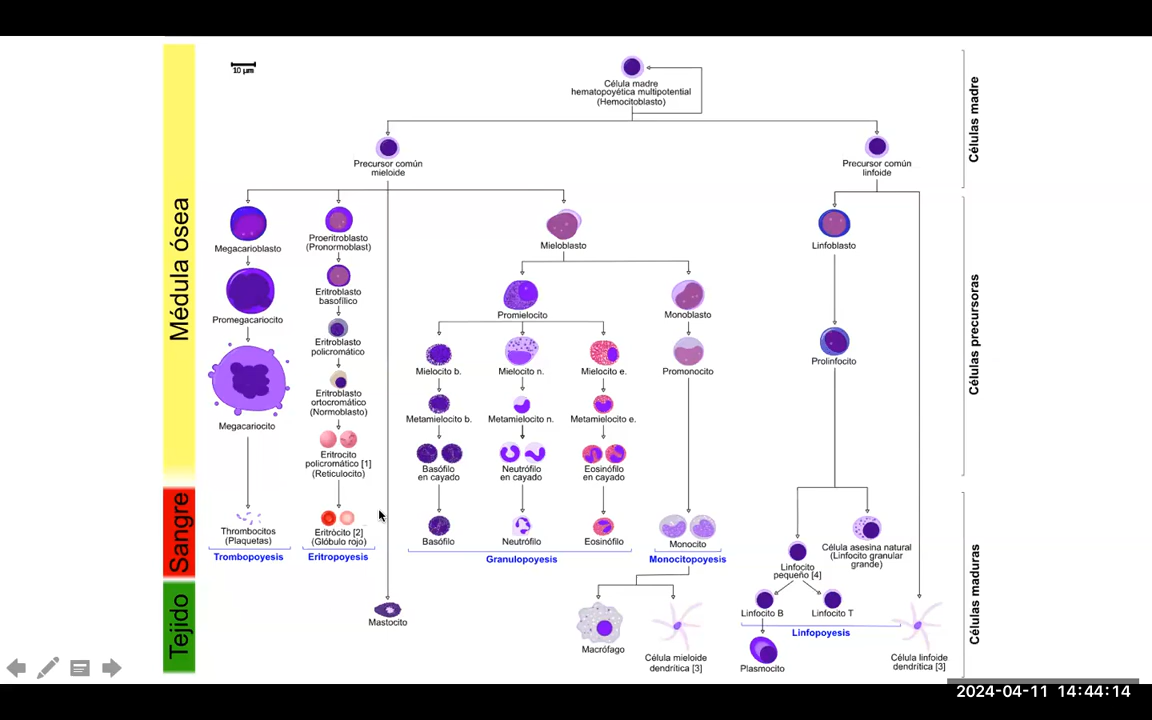 10 µm
Célula madre
hematopoyética multipotential
(Hemocitoblasto)
Precursor común
mieloide
Precursor común
linfoide
Megacarioblasto
Proeritroblasto
(Pronormoblast)
Mieloblasto
Linfoblasto
Promegacariocito
Eritroblasto
basofílico
Promielocito
Monoblasto
Eritroblasto
policromático
Mielocito b.
Mielocito n.
Mielocito e.
Promonocito
Prolinfocito
Eritroblasto
ortocromático
(Normoblasto)
Megacariocito
Metamielocito b.
Metamielocito n.
Metamielocito e.
Eritrocito
policromático [1]
(Reticulocito)
Basófilo
en cayado
Neutrófilo
en cayado
Eosinófilo
en cayado
Thrombocitos
(Plaquetas)
Eritrócito [2]
(Glóbulo rojo)
Basófilo
Neutrófilo
Eosinófilo
Monocito
Célula asesina natural
(Linfocito granular
grande)
Linfocito
pequeño [4]
Trombopoyesis
Eritropoyesis
Granulopoyesis
Monocitopoyesis
Linfocito B
Linfocito T
Linfopoyesis
Mastocito
Macrófago
Célula mieloide
dendrítica [3]
Plasmocito
Célula linfoide
dendrítica [3]
Médula ósea
Sangre
Tejido
Células madre
Células precursoras
Células maduras
2024-04-11 14:44:14